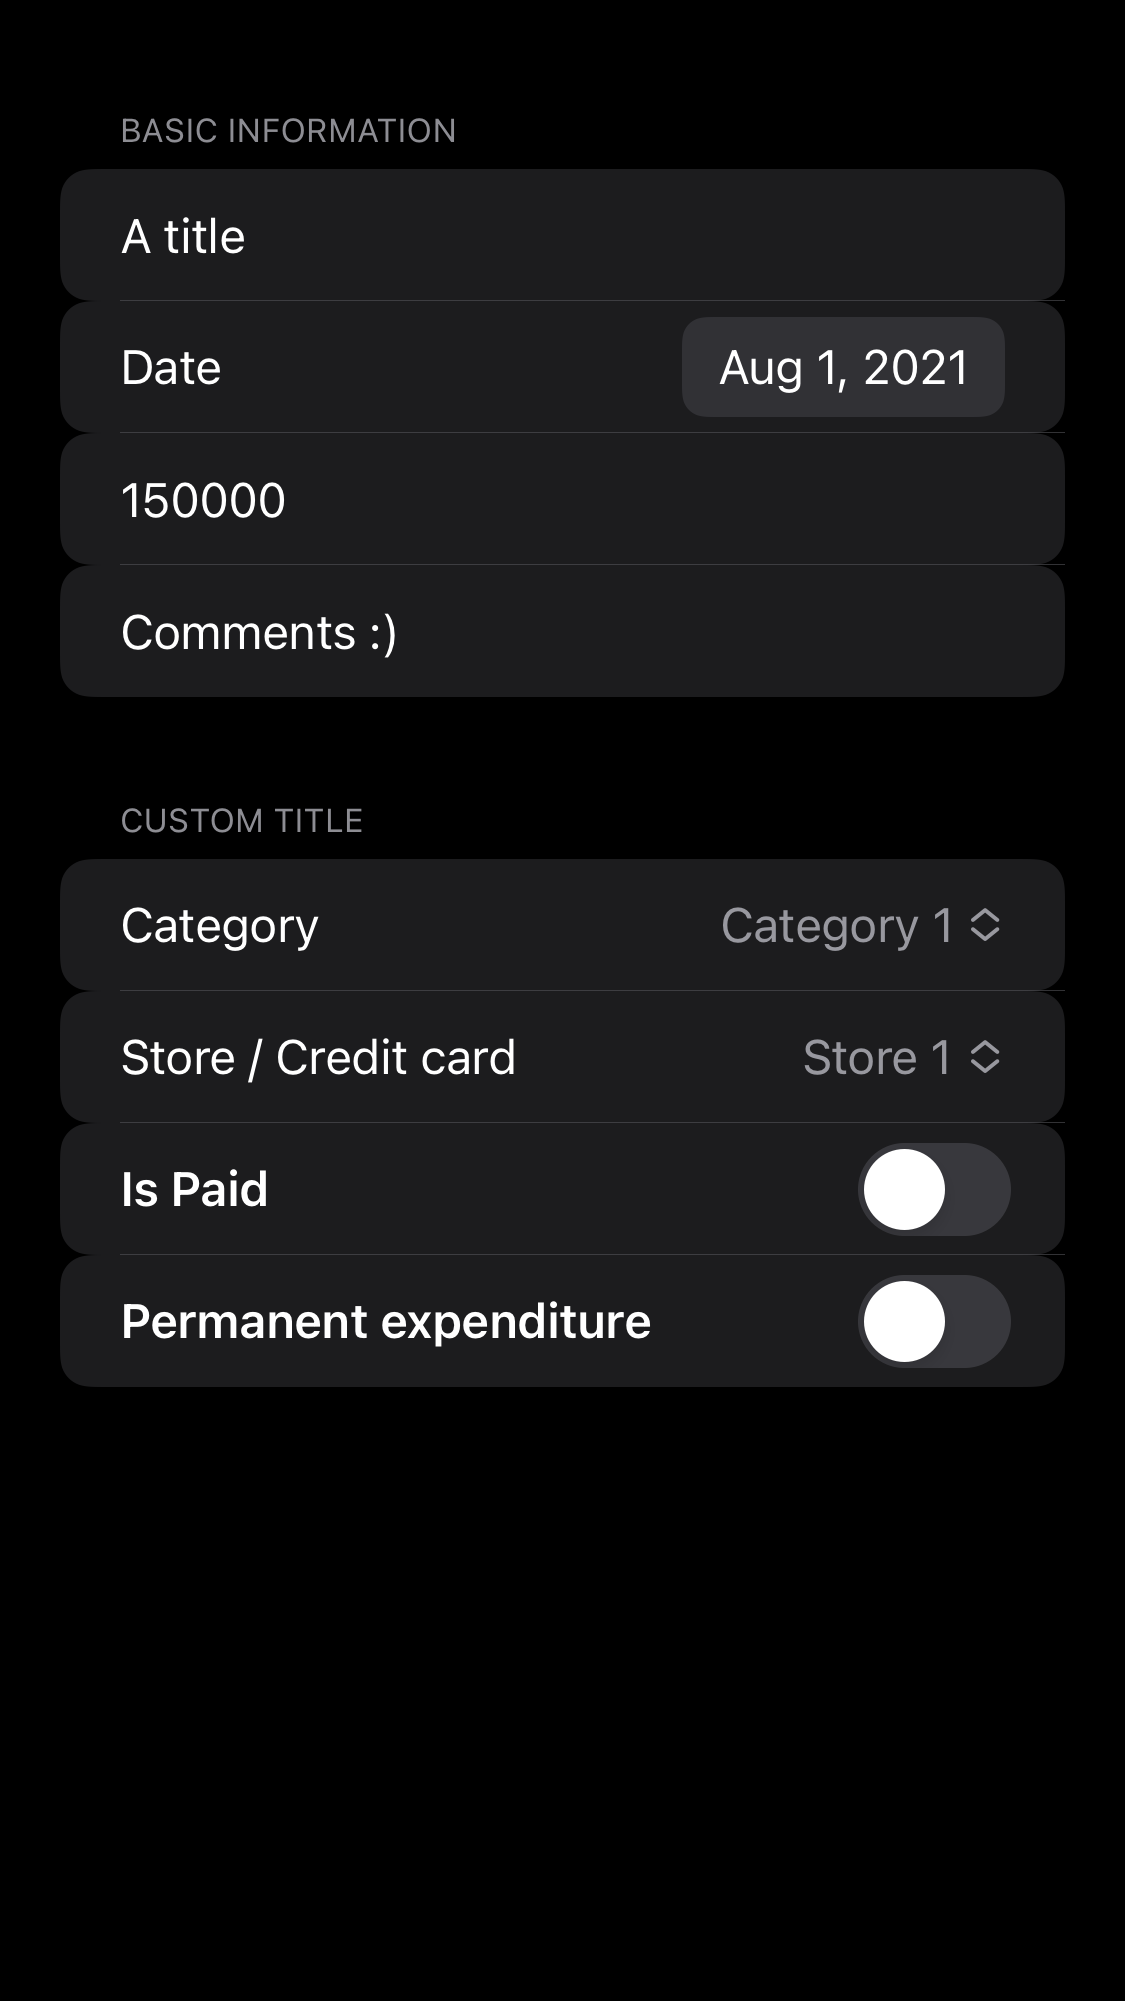 BASIC INFORMATION
A title
Date Aug 1, 2021
150000
Comments :)
CUSTOM TITLE
Category Category 1
Store / Credit card Store 1
Is Paid
Permanent expenditure